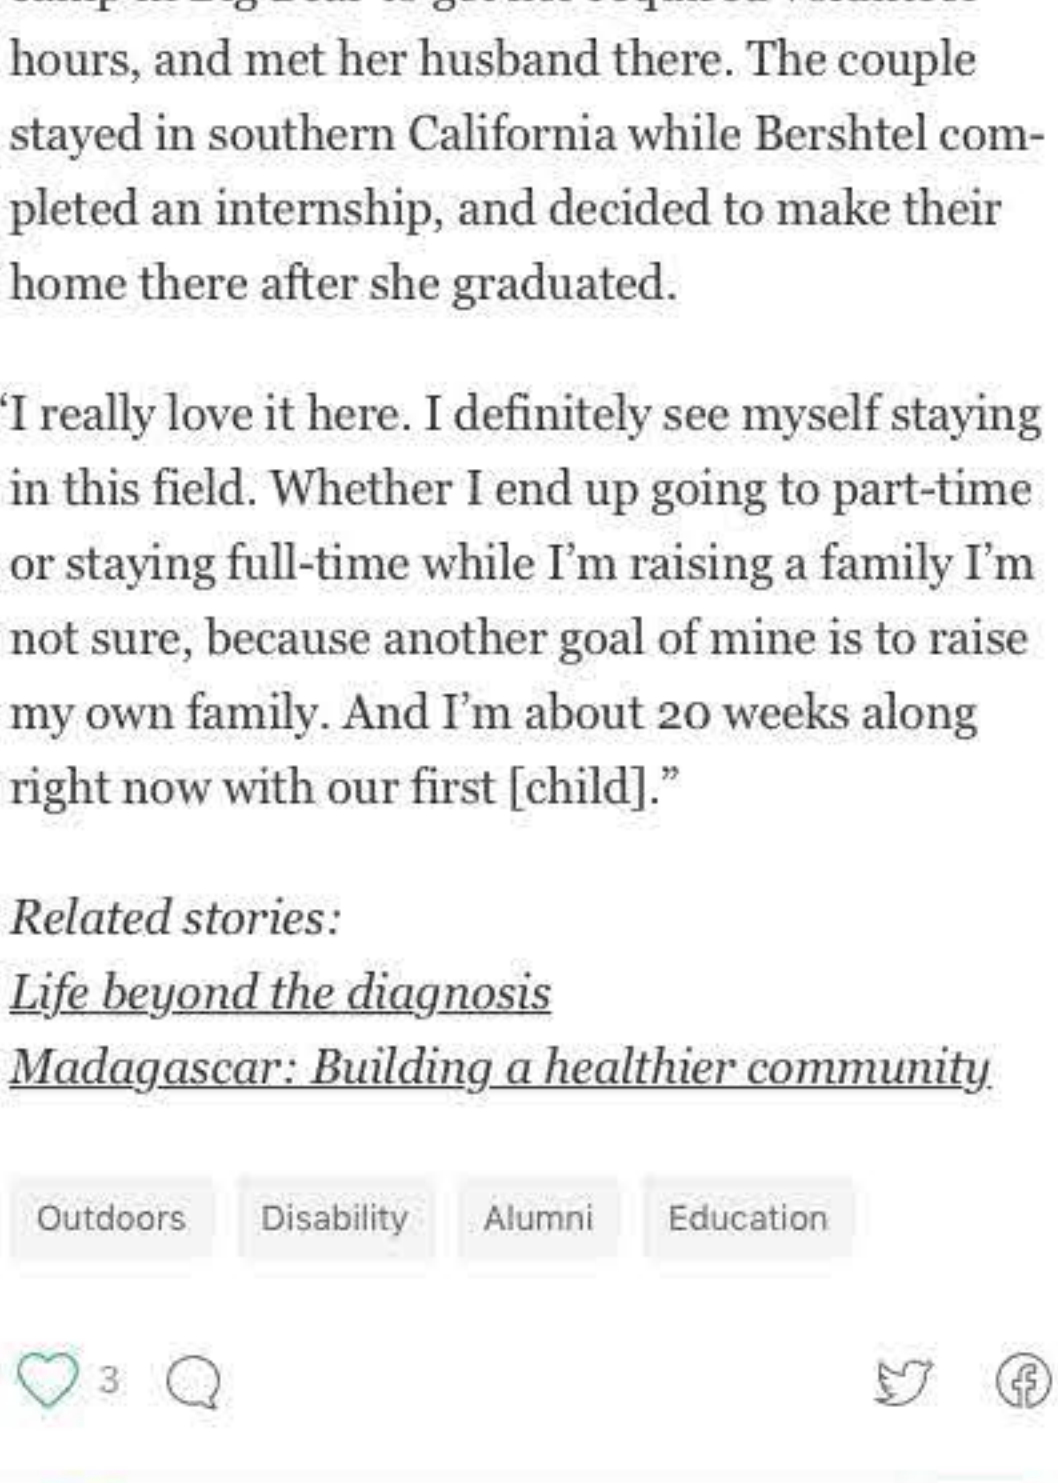 hours, and met her husband there. The couple
stayed in southern California while Bershtel com-
pleted an internship, and decided to make their
home there after she graduated.
“I really love it here. I definitely see myself staying
in this field. Whether I end up going to part-time
or staying full-time while I’m raising a family I’m
not sure, because another goal of mine is to raise
my own family. And I’m about 20 weeks along
right now with our first [child].”
Related stories:
Life beyond the diagnosis
Madagascar: Building a healthier community
Outdoors Disability Alumni Education
3